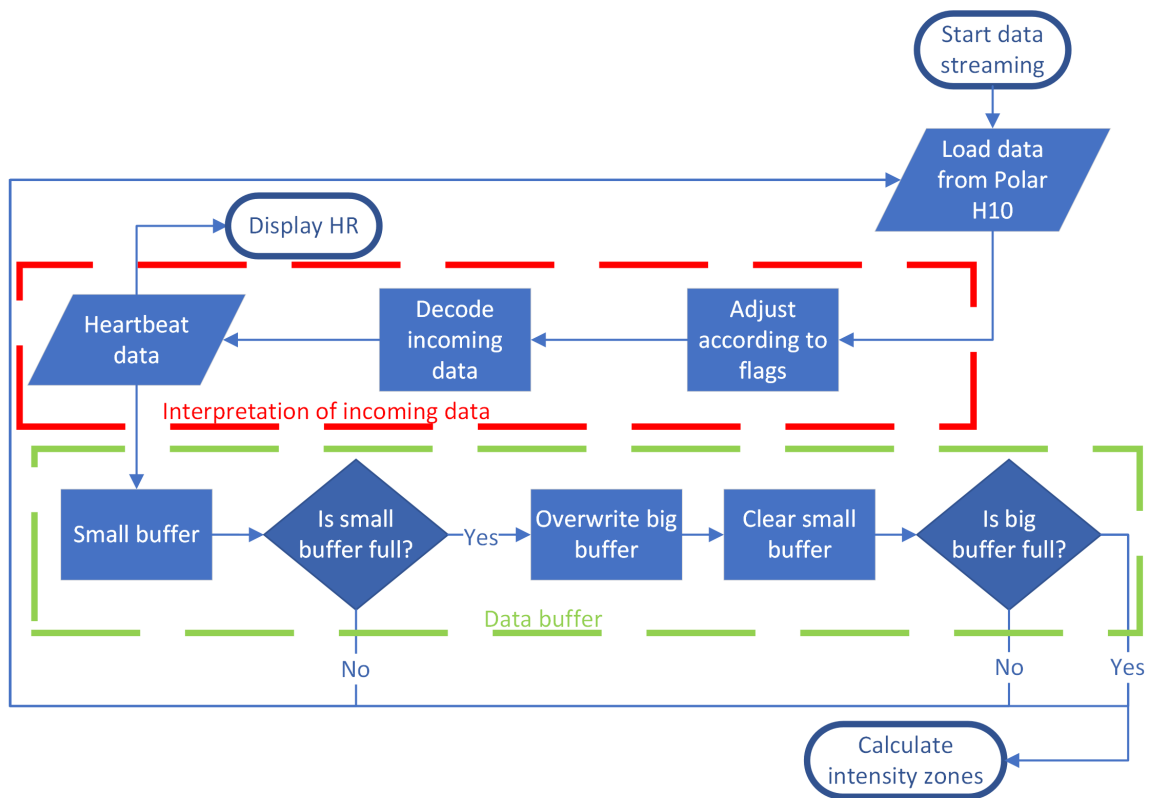 Start data
streaming
Load data
from Polar
H10
Display HR
Heartbeat
data
Decode
incoming
data
Adjust
according to
flags
Interpretation of incoming data
Small buffer
Is small
buffer full?
Yes
Overwrite big
buffer
Clear small
buffer
Is big
buffer full?
Data buffer
No
No
Yes
Calculate
intensity zones